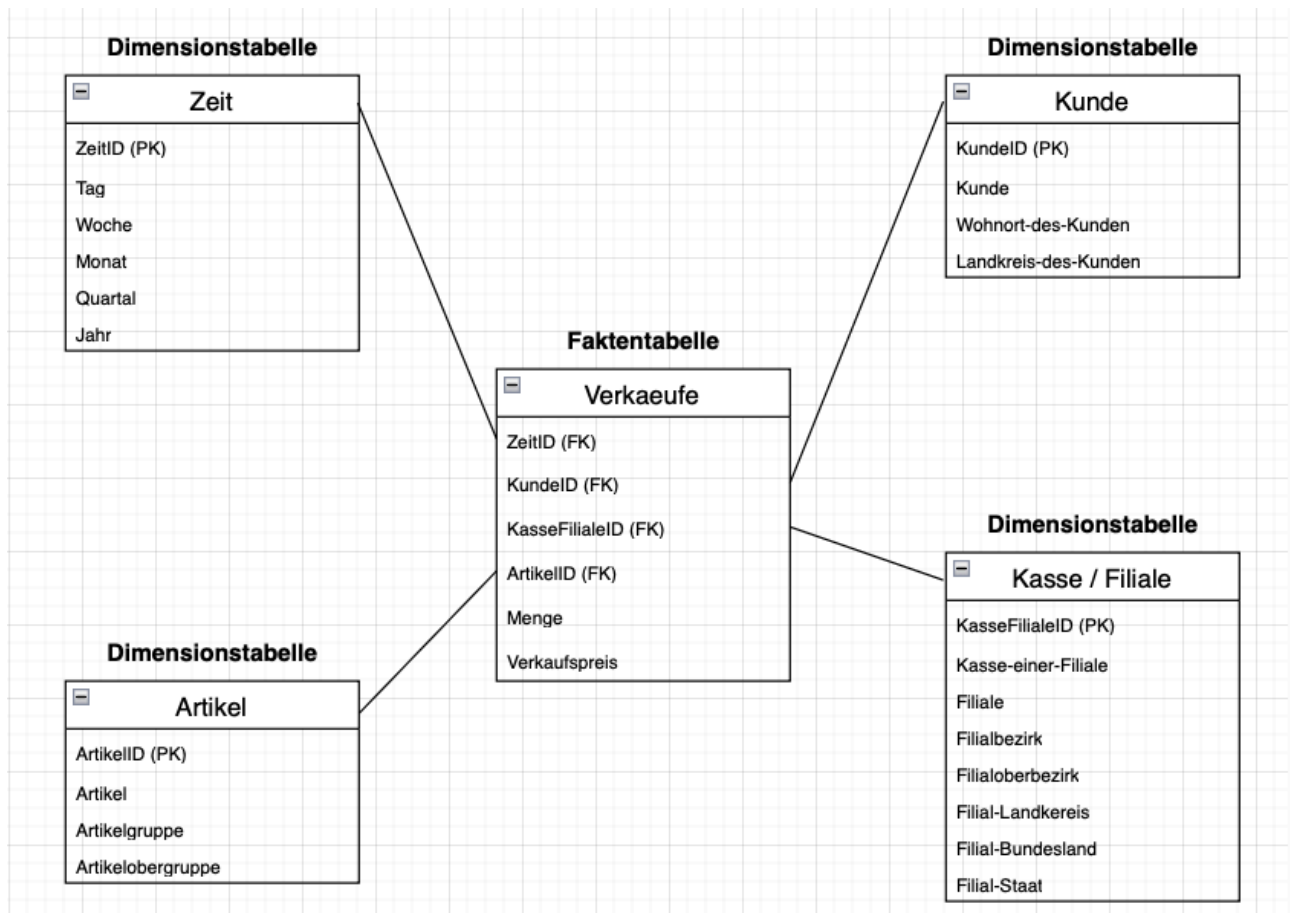 Dimensionstabelle
Zeit
ZeitID (PK)
Tag
Woche
Monat
Quartal
Jahr
Dimensionstabelle
Kunde
KundeID (PK)
Kunde
Wohnort-des-Kunden
Landkreis-des-Kunden
Faktentabelle
Verkaeufe
ZeitID (FK)
KundeID (FK)
KasseFilialeID (FK)
ArtikelID (FK)
Menge
Verkaufspreis
Dimensionstabelle
Artikel
ArtikelID (PK)
Artikel
Artikelgruppe
Artikelobergruppe
Dimensionstabelle
Kasse / Filiale
KasseFilialeID (PK)
Kasse-einer-Filiale
Filiale
Filialbezirk
Filialoberbezirk
Filial-Landkereis
Filial-Bundesland
Filial-Staat